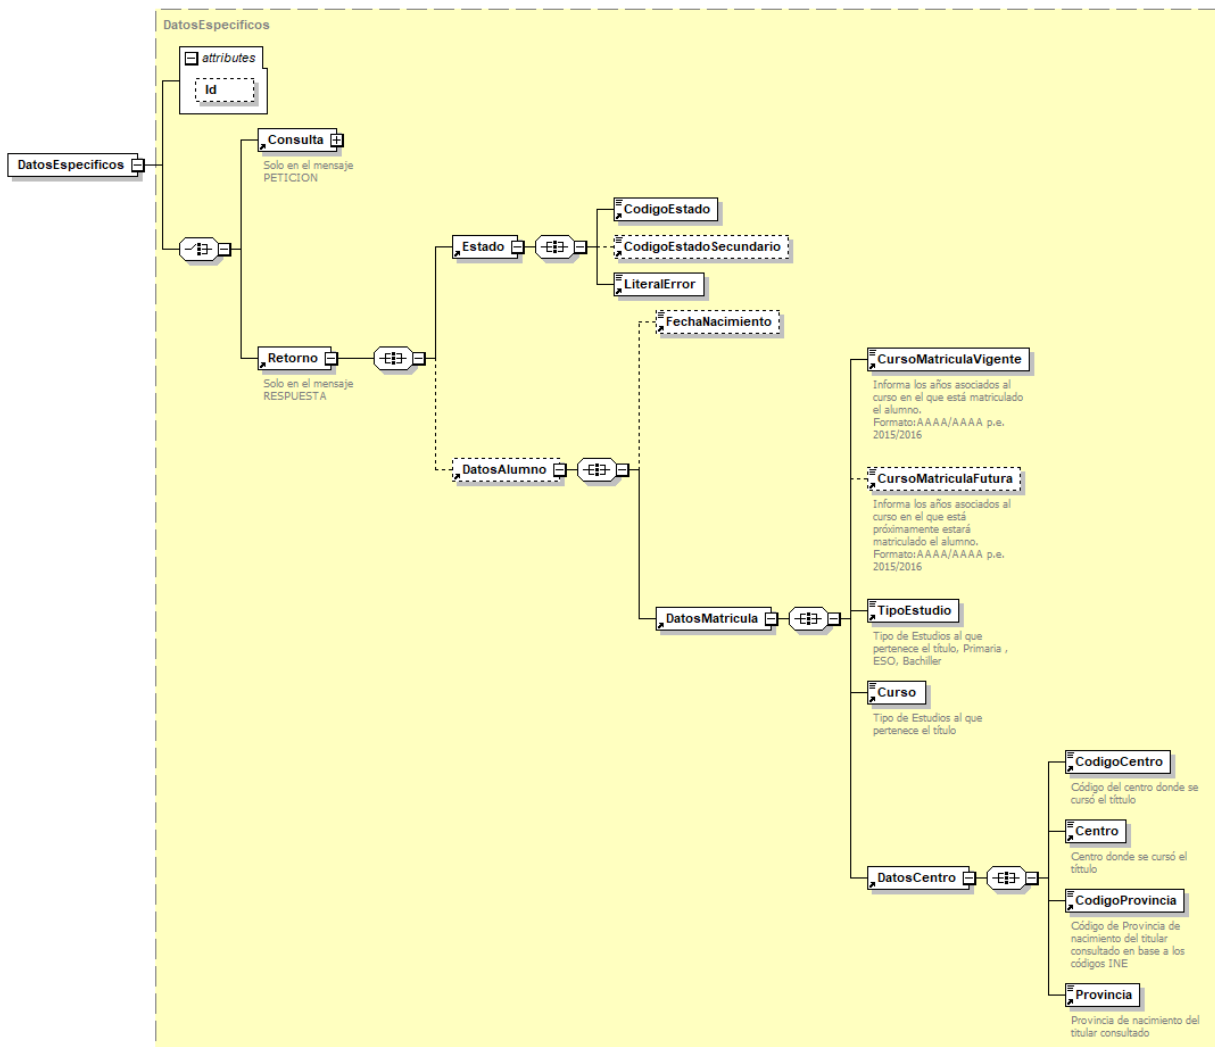 DatosEspecificos
attributes
Id
DatosEspecificos
Consulta
Solo en el mensaje
PETICION
Retorno
Solo en el mensaje
RESPUESTA
Estado
CodigoEstado
CodigoEstadoSecundario
LiteralError
DatosAlumno
FechaNacimiento
DatosMatricula
CursoMatriculaVigente
Informa los años asociados al
curso en el que está matriculado
el alumno.
Formato:AAAA/AAAA p.e.
2015/2016
CursoMatriculaFutura
Informa los años asociados al
curso en el que está
próximamente estará
matriculado el alumno.
Formato:AAAA/AAAA p.e.
2015/2016
TipoEstudio
Tipo de Estudios al que
pertenece el título, Primaria ,
ESO, Bachiller
Curso
Tipo de Estudios al que
pertenece el título
DatosCentro
CodigoCentro
Código del centro donde se
cursó el títtulo
Centro
Centro donde se cursó el
títtulo
CodigoProvincia
Código de Provincia de
nacimiento del titular
consultado en base a los
códigos INE
Provincia
Provincia de nacimiento del
titular consultado